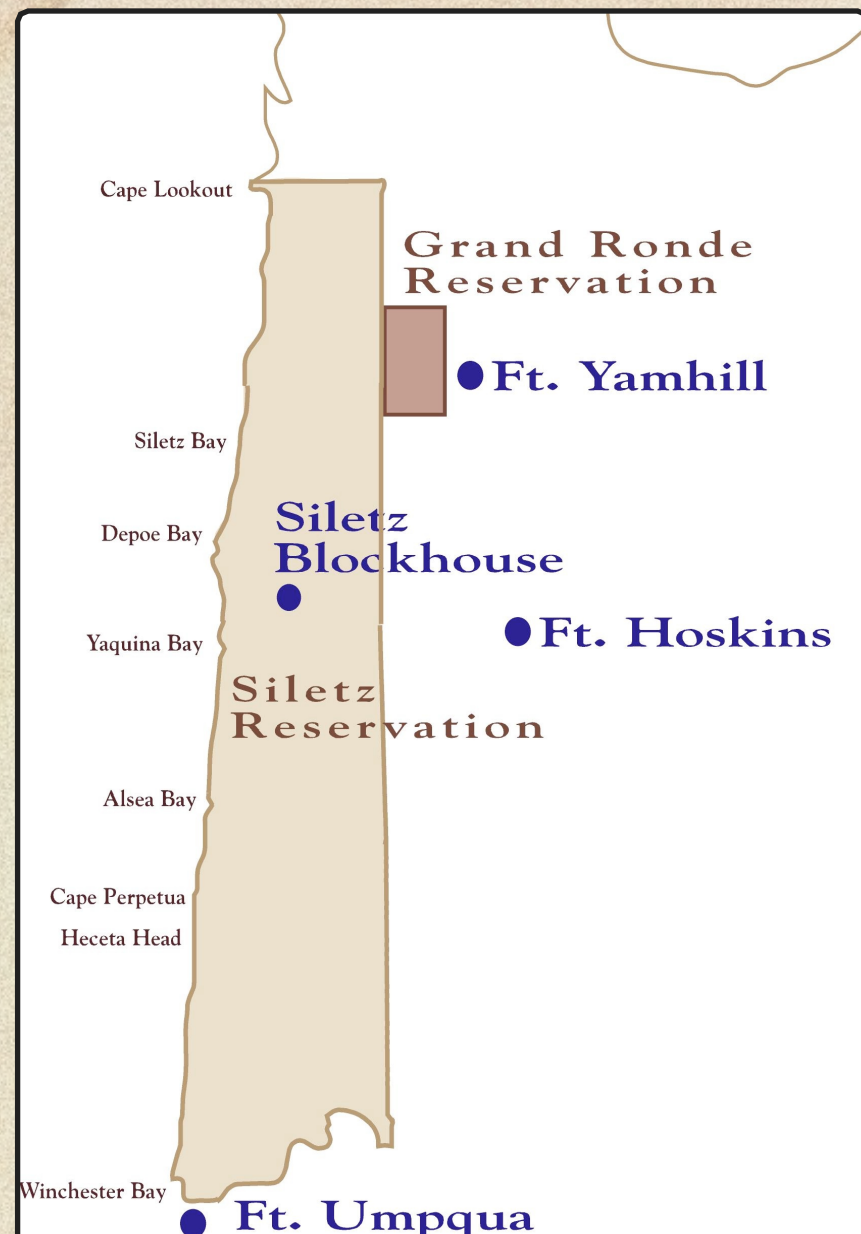 Cape Lookout
Grand Ronde
Reservation
Ft. Yamhill
Siletz Bay
Siletz
Blockhouse
Depoe Bay
Ft. Hoskins
Yaquina Bay
Siletz
Reservation
Alsea Bay
Cape Perpetua
Heceta Head
Winchester Bay
Ft. Umpqua